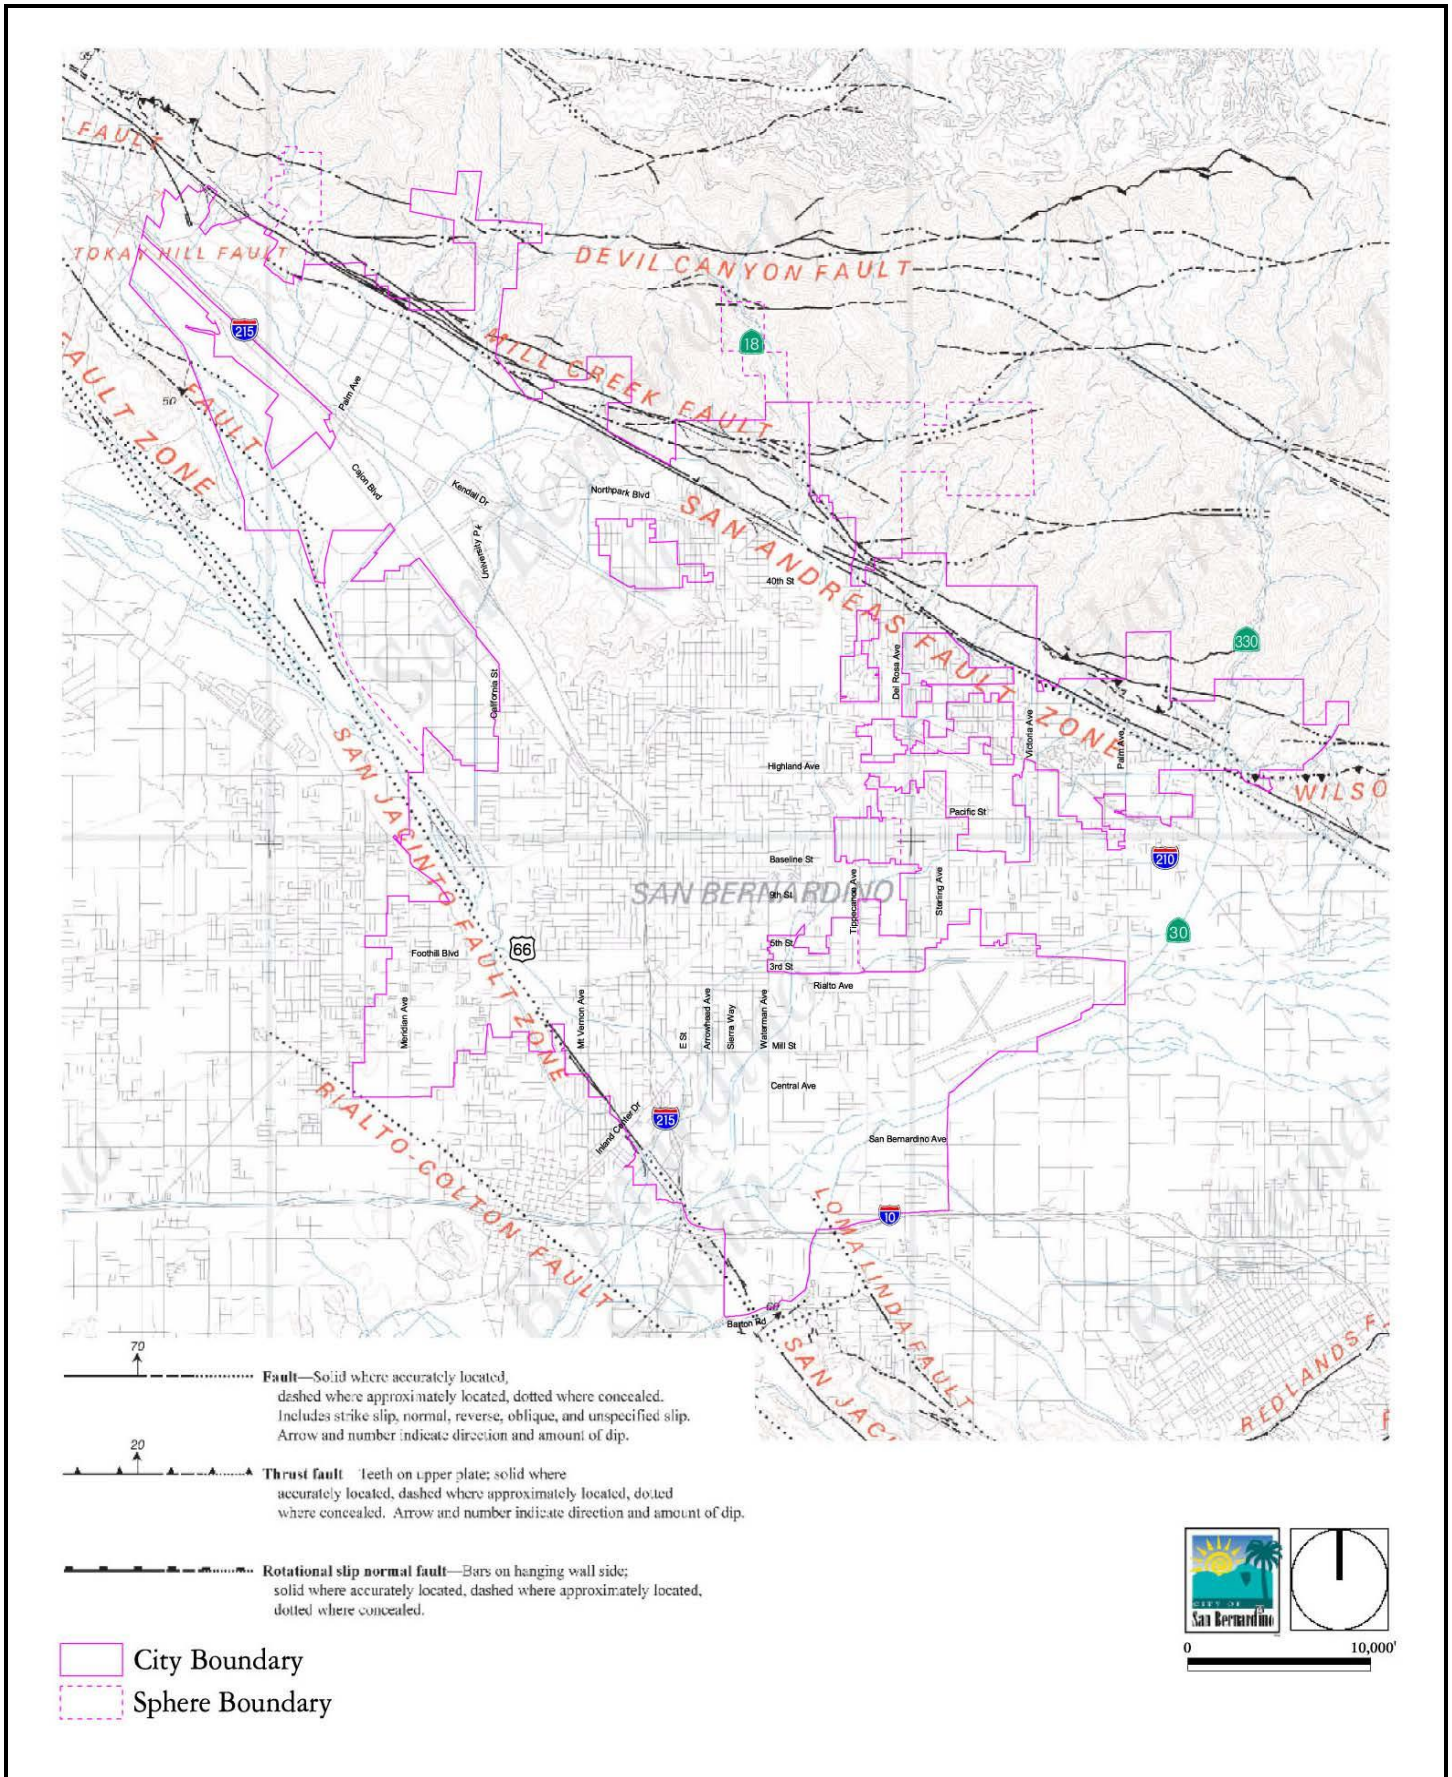 FAULT
TOKAY HILL FAULT
DEVIL CANYON FAULT
215
18
MILL CREEK FAULT
FAULT
FAULT ZONE
50
Palm Ave
Cajon Blvd
Kendall Dr
Northpark Blvd
University Pk
SAN ANDREAS FAULT ZONE
40th St
330
Del Rosa Ave
California St
Victoria Ave
Palm Ave
SAN JACINTO FAULT ZONE
Highland Ave
WILSO
Pacific St
210
Baseline St
SAN BERNARDINO
9th St
Tippecanoe Ave
Sterling Ave
30
66
Foothill Blvd
5th St
3rd St
Rialto Ave
Meridian Ave
Mt Vernon Ave
E St
Arrowhead Ave
Sierra Way
Waterman Ave
Mill St
Central Ave
RIALTO-COLTON FAULT
215
Inland Center Dr
San Bernardino Ave
10
LOMA LINDA FAULT
60
Barton Rd
SAN JAC
REDLANDS F
70
Fault—Solid where accurately located,
dashed where approximately located, dotted where concealed.
Includes strike slip, normal, reverse, oblique, and unspecified slip.
Arrow and number indicate direction and amount of dip.
20
Thrust fault Teeth on upper plate; solid where
accurately located, dashed where approximately located, dotted
where concealed. Arrow and number indicate direction and amount of dip.
Rotational slip normal fault—Bars on hanging wall side;
solid where accurately located, dashed where approximately located,
dotted where concealed.
City Boundary
Sphere Boundary
CITY OF
San Bernardino
0 10,000'